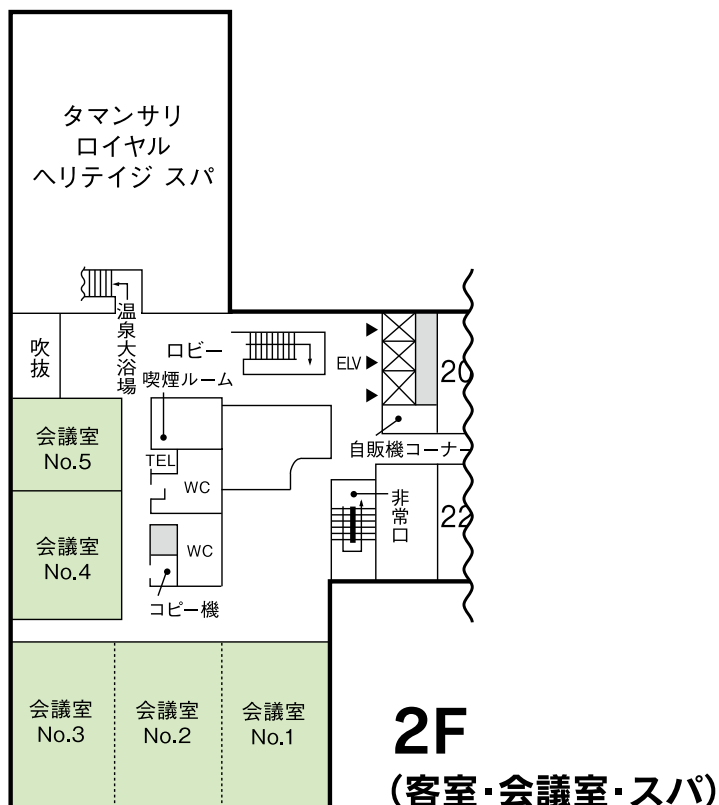 タマンサリ
ロイヤル
ヘリテイジ スパ
温泉大浴場
吹抜
ロビー
ELV
喫煙ルーム
20
自販機コーナー
会議室
No.5
TEL
WC
非常口
22
会議室
No.4
WC
コピー機
会議室
No.3
会議室
No.2
会議室
No.1
2F
(客室･会議室･スパ)